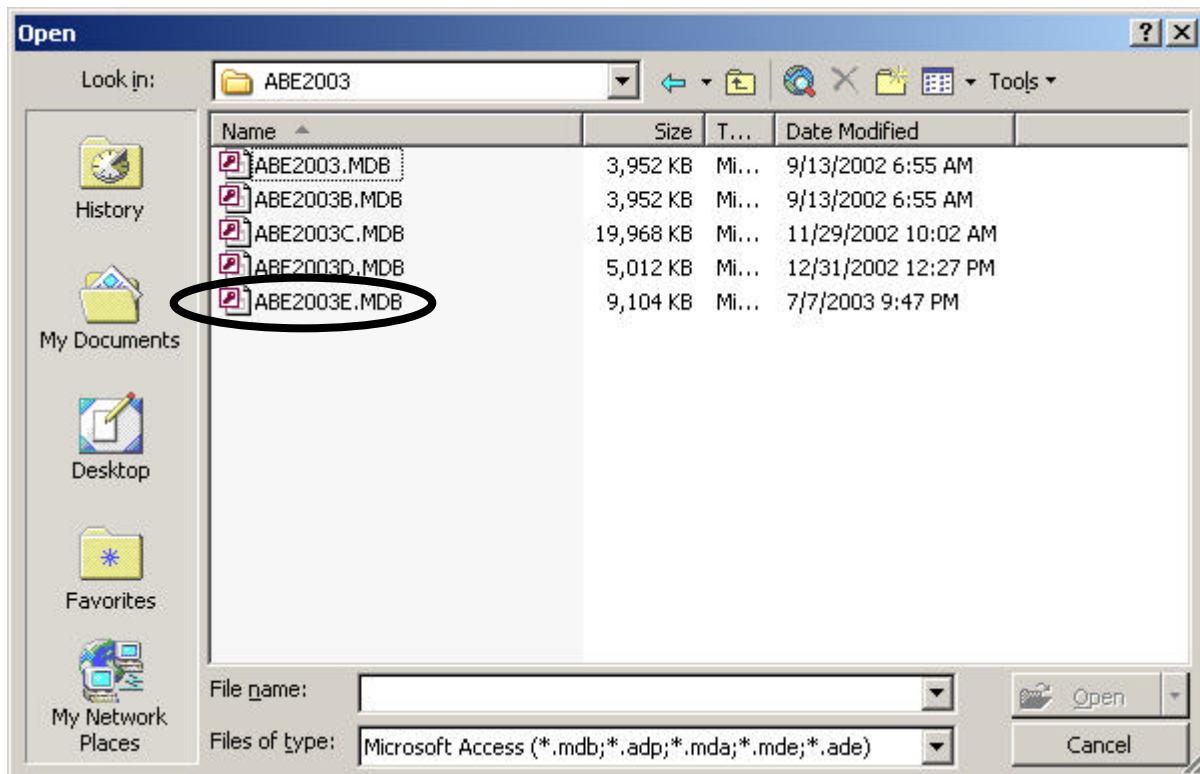 Open
Look in: ABE2003 Tools
Name Size T... Date Modified
ABE2003.MDB 3,952 KB Mi... 9/13/2002 6:55 AM
ABE2003B.MDB 3,952 KB Mi... 9/13/2002 6:55 AM
ABE2003C.MDB 19,968 KB Mi... 11/29/2002 10:02 AM
ABE2003D.MDB 5,012 KB Mi... 12/31/2002 12:27 PM
ABE2003E.MDB 9,104 KB Mi... 7/7/2003 9:47 PM
History
My Documents
Desktop
Favorites
My Network
Places
File name: Open
Files of type: Microsoft Access (*.mdb;*.adp;*.mda;*.mde;*.ade) Cancel